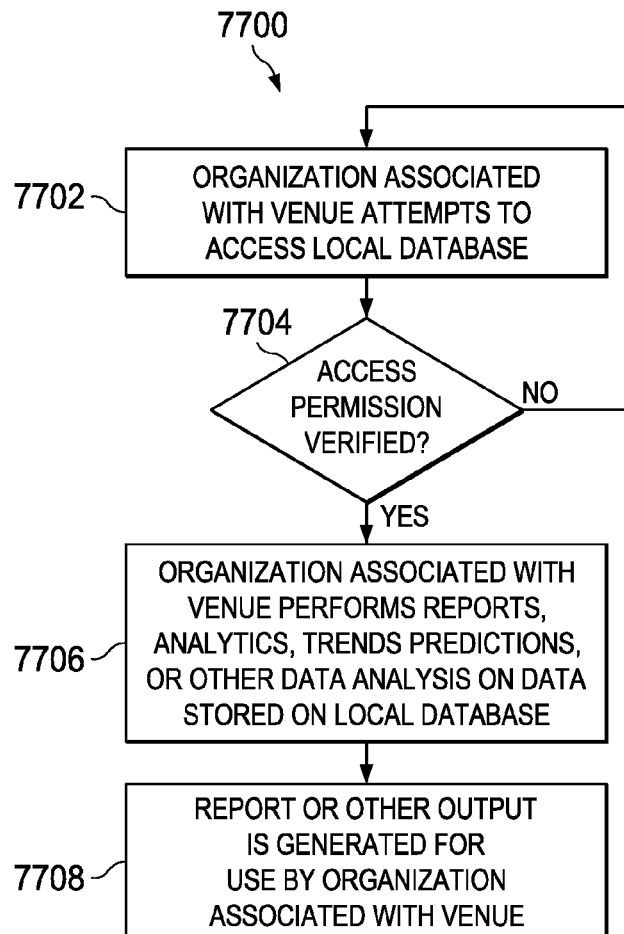 7700
7702
ORGANIZATION ASSOCIATED
WITH VENUE ATTEMPTS TO
ACCESS LOCAL DATABASE
7704
ACCESS
PERMISSION
VERIFIED?
NO
YES
7706
ORGANIZATION ASSOCIATED WITH
VENUE PERFORMS REPORTS,
ANALYTICS, TRENDS PREDICTIONS,
OR OTHER DATA ANALYSIS ON DATA
STORED ON LOCAL DATABASE
7708
REPORT OR OTHER OUTPUT
IS GENERATED FOR
USE BY ORGANIZATION
ASSOCIATED WITH VENUE